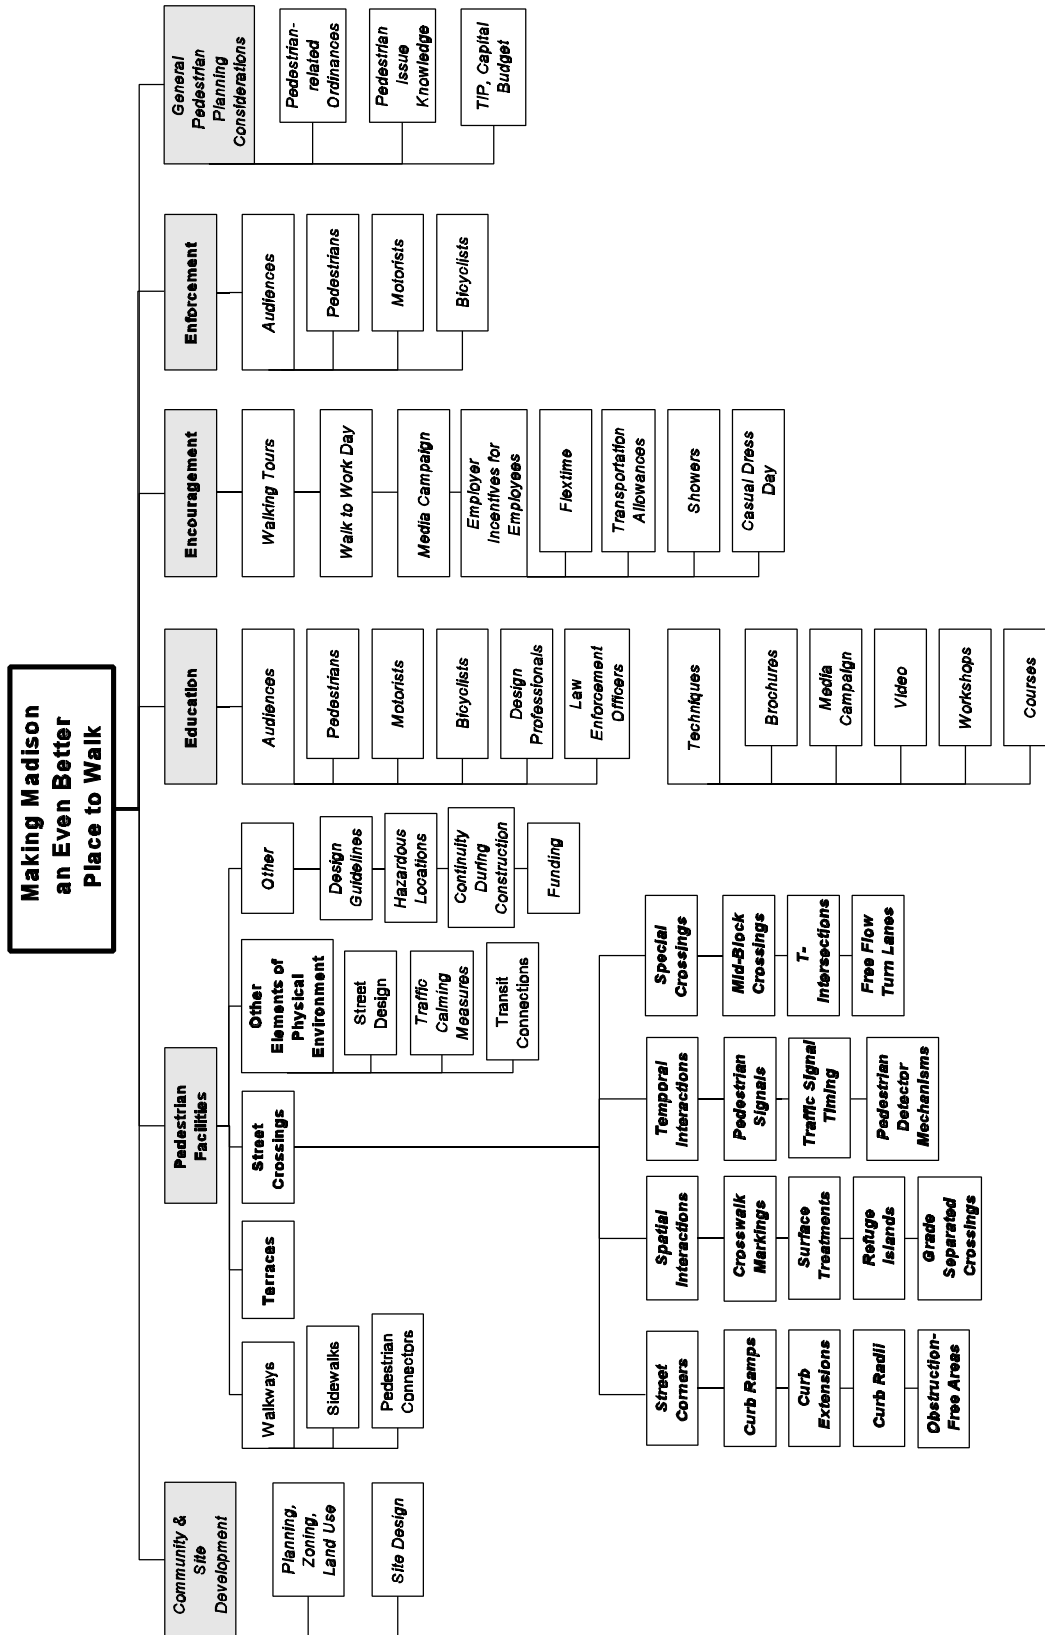 Making Madison
an Even Better
Place to Walk
Community &
Site
Development
Planning,
Zoning,
Land Use
Site Design
Pedestrian
Facilities
Walkways
Sidewalks
Pedestrian
Connectors
Terraces
Street
Crossings
Street
Corners
Curb Ramps
Curb
Extensions
Curb Radii
Obstruction-
Free Areas
Spatial
Interactions
Crosswalk
Markings
Surface
Treatments
Refuge
Islands
Grade
Separated
Crossings
Temporal
Interactions
Pedestrian
Signals
Traffic Signal
Timing
Pedestrian
Detector
Mechanisms
Special
Crossings
Mid-Block
Crossings
T-
Intersections
Free Flow
Turn Lanes
Other
Elements of
Physical
Environment
Street
Design
Traffic
Calming
Measures
Transit
Connections
Other
Design
Guidelines
Hazardous
Locations
Continuity
During
Construction
Funding
Education
Audiences
Pedestrians
Motorists
Bicyclists
Design
Professionals
Law
Enforcement
Officers
Techniques
Brochures
Media
Campaign
Video
Workshops
Courses
Encouragement
Walking Tours
Walk to Work Day
Media Campaign
Employer
Incentives for
Employees
Flextime
Transportation
Allowances
Showers
Casual Dress
Day
Enforcement
Audiences
Pedestrians
Motorists
Bicyclists
General
Pedestrian
Planning
Considerations
Pedestrian-
related
Ordinances
Pedestrian
Issue
Knowledge
TIP, Capital
Budget